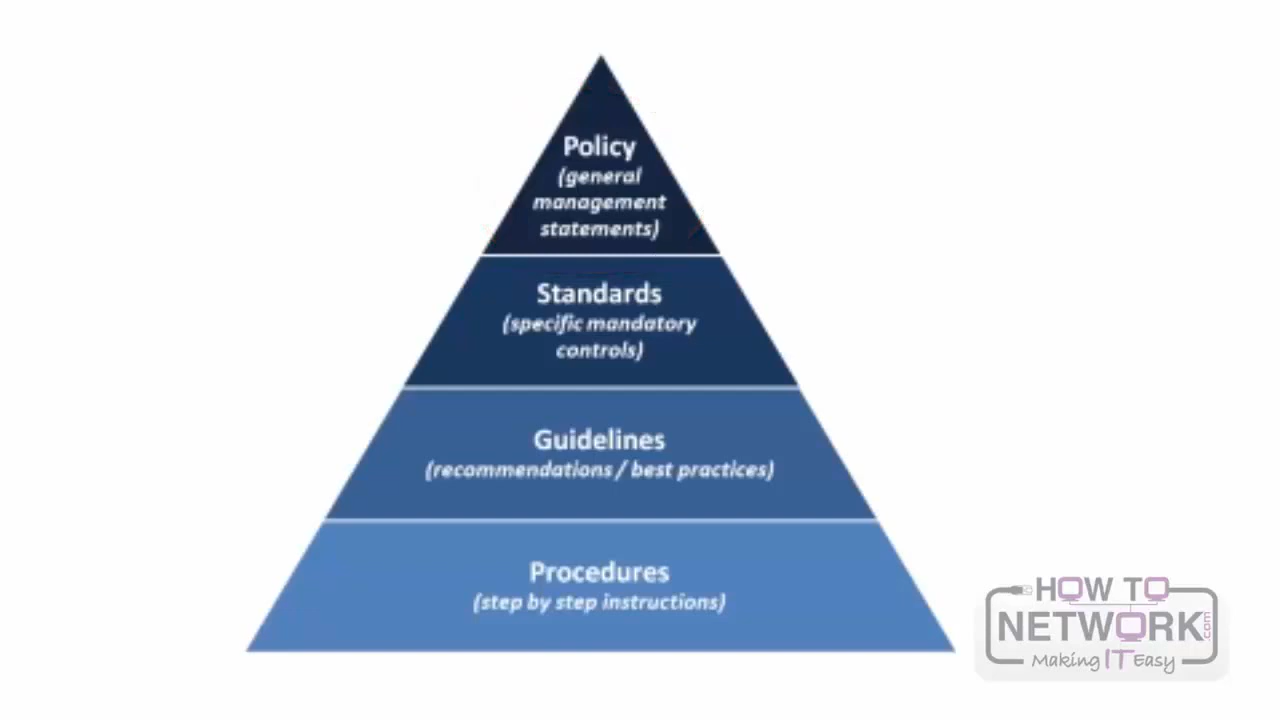 Policy
(general
management
statements)
Standards
(specific mandatory
controls)
Guidelines
(recommendations / best practices)
Procedures
(step by step instructions)
HOW TO
NETWORK.com
Making IT Easy